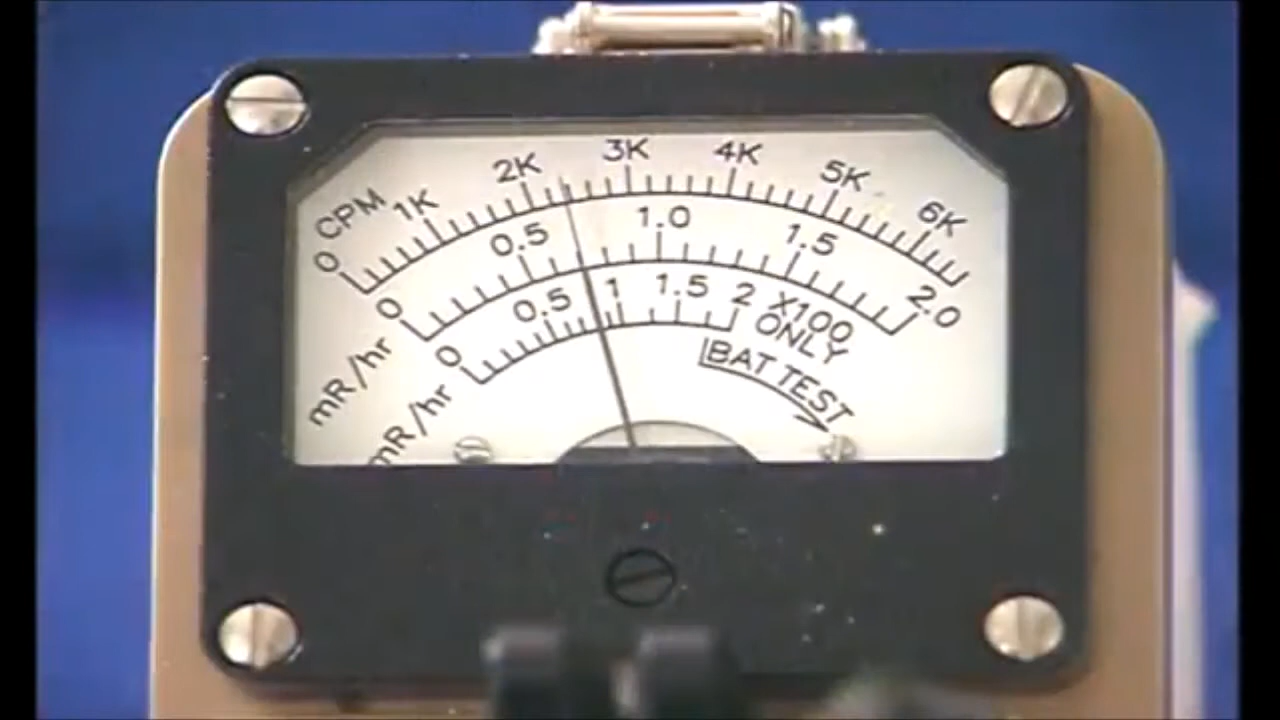 0 CPM 1K 2K 3K 4K 5K 6K
0 0.5 1.0 1.5 2.0
mR/hr
0 0.5 1 1.5 2 X100
ONLY
mR/hr
BAT TEST